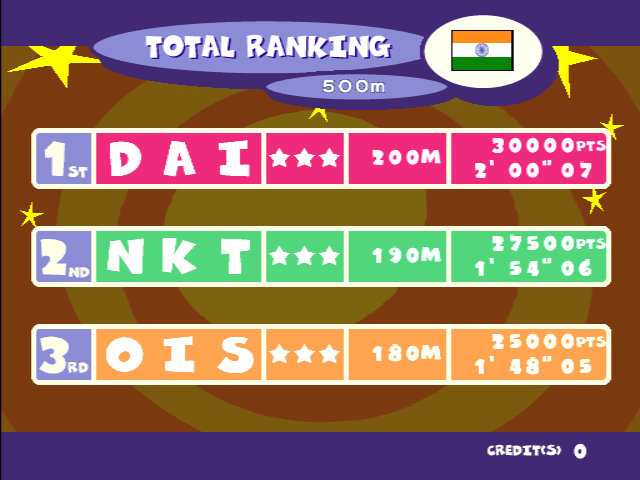 TOTAL RANKING
500m
1ST DAI ★★★ 200M 30000PTS
2' 00" 07
2ND NKT ★★★ 190M 27500PTS
1' 54" 06
3RD OIS ★★★ 180M 25000PTS
1' 48" 05
CREDIT(S) 0